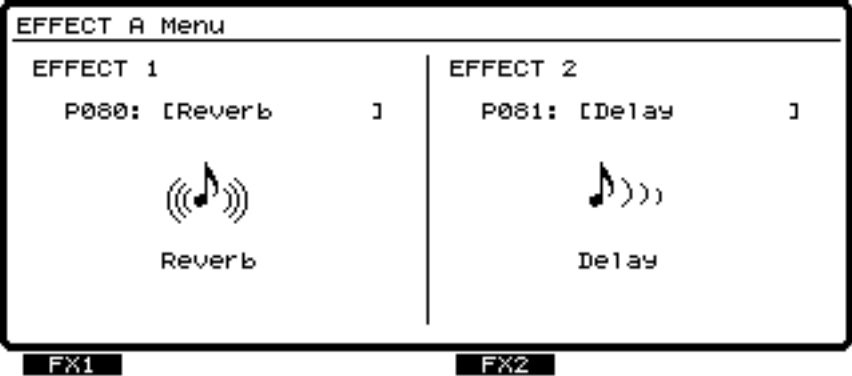 EFFECT A Menu
EFFECT 1
P080: [Reverb ]
Reverb
EFFECT 2
P081: [Delay ]
Delay
FX1
FX2